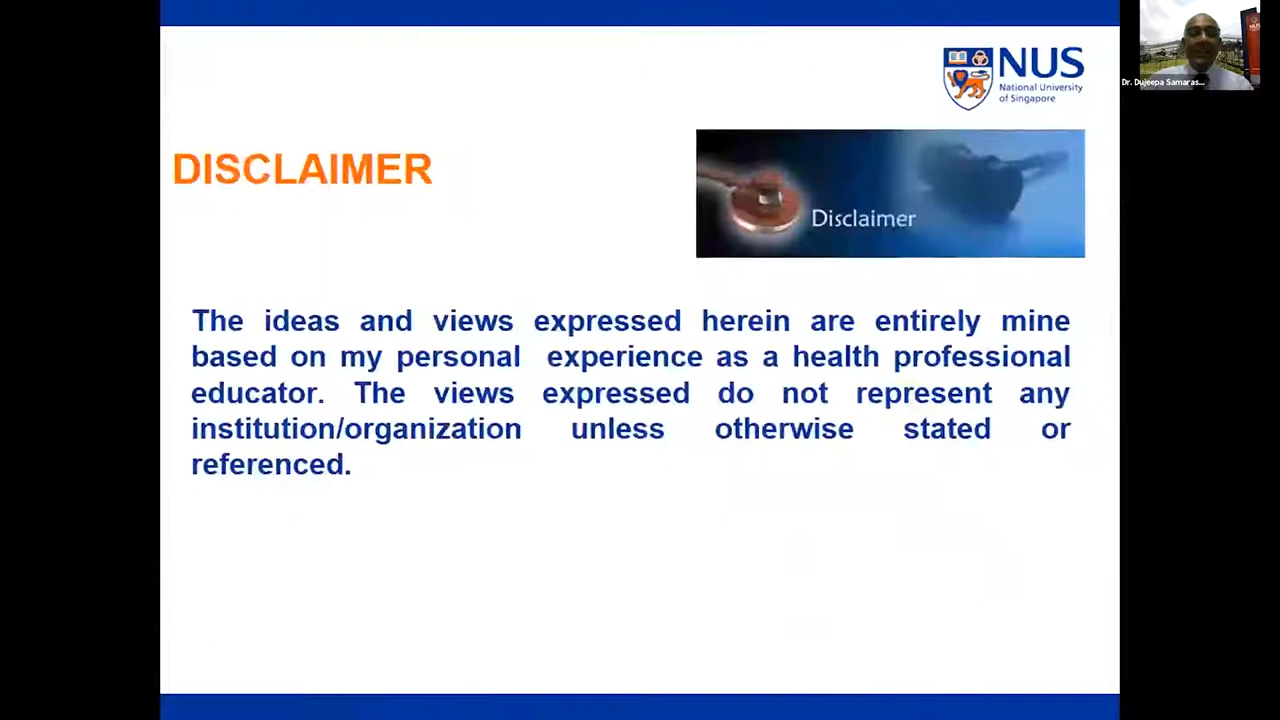 NUS
National University
of Singapore
Dr. Dujeepa Samaras...
DISCLAIMER
Disclaimer
The ideas and views expressed herein are entirely mine
based on my personal experience as a health professional
educator. The views expressed do not represent any
institution/organization unless otherwise stated or
referenced.